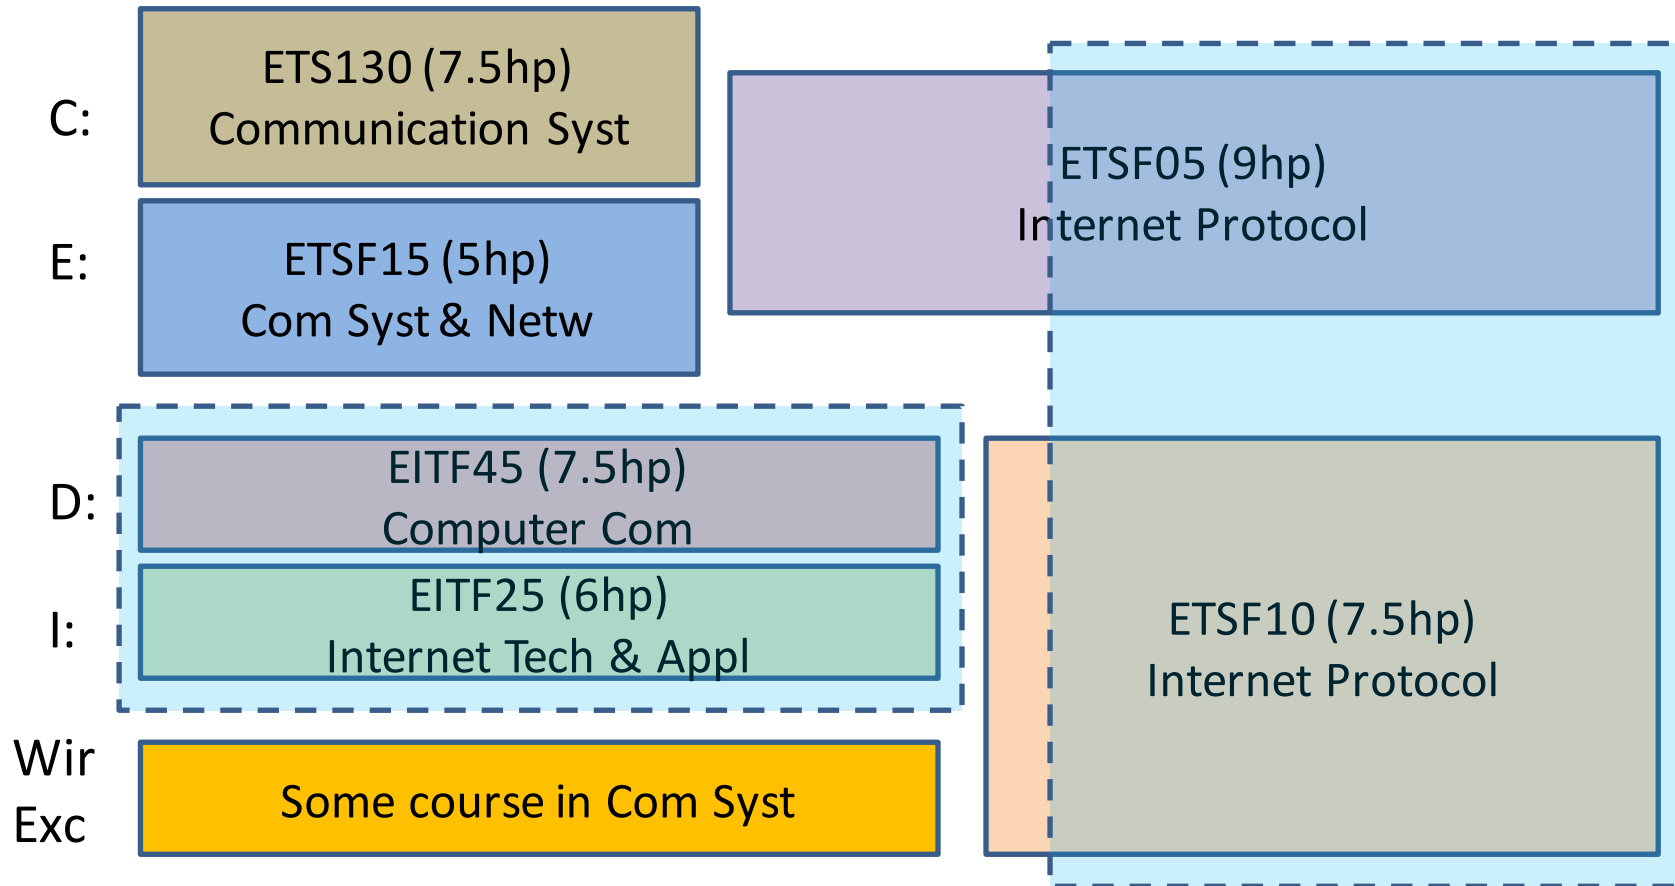 C:
ETS130 (7.5hp)
Communication Syst
E:
ETSF15 (5hp)
Com Syst & Netw
ETSF05 (9hp)
Internet Protocol
D:
EITF45 (7.5hp)
Computer Com
I:
EITF25 (6hp)
Internet Tech & Appl
ETSF10 (7.5hp)
Internet Protocol
Wir
Exc
Some course in Com Syst